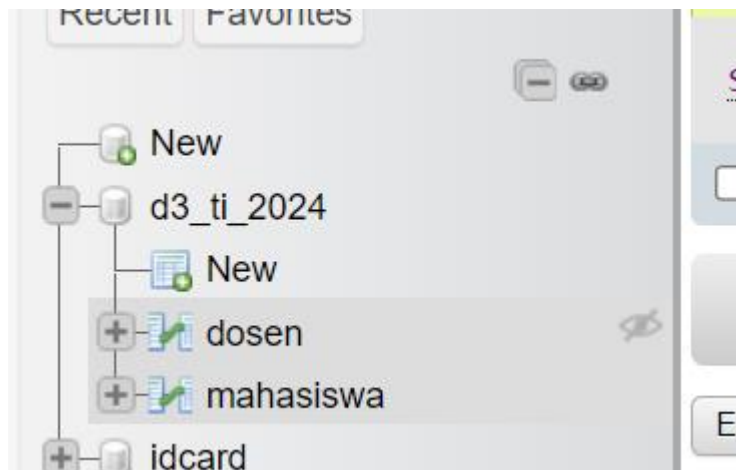 Recent Favorites
New
d3_ti_2024
New
dosen
mahasiswa
idcard